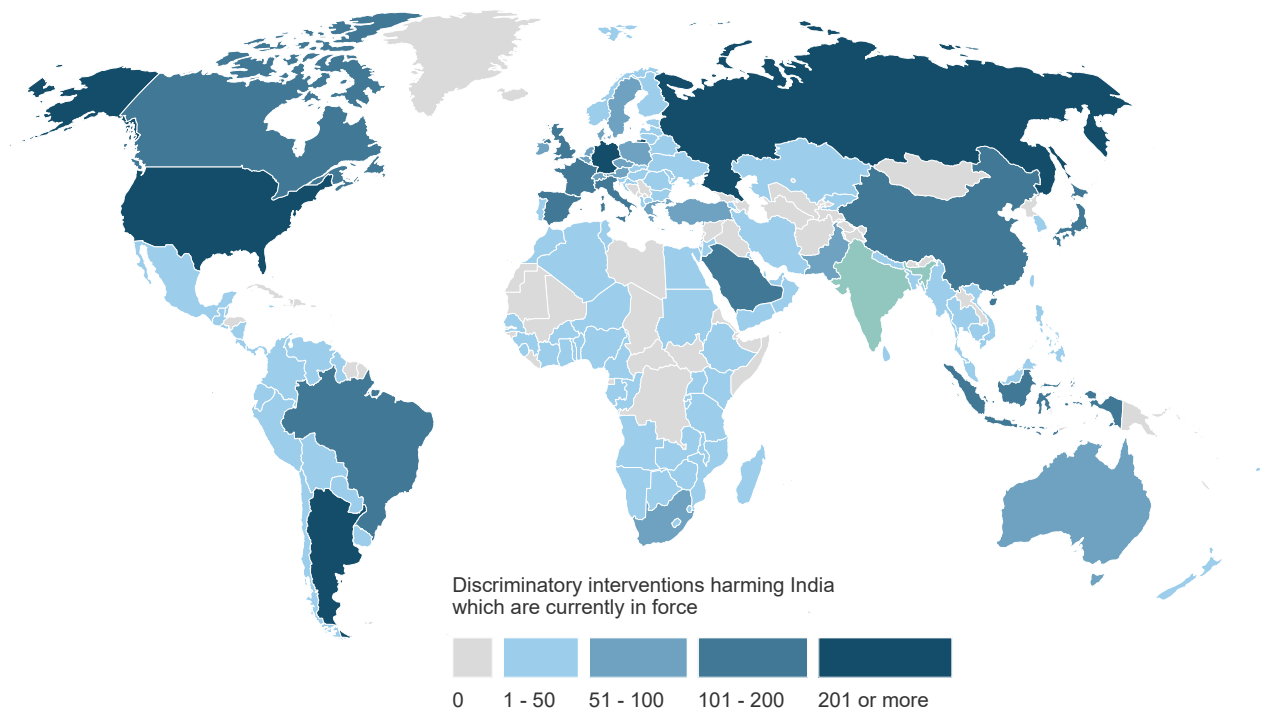 Discriminatory interventions harming India
which are currently in force
0 1 - 50 51 - 100 101 - 200 201 or more